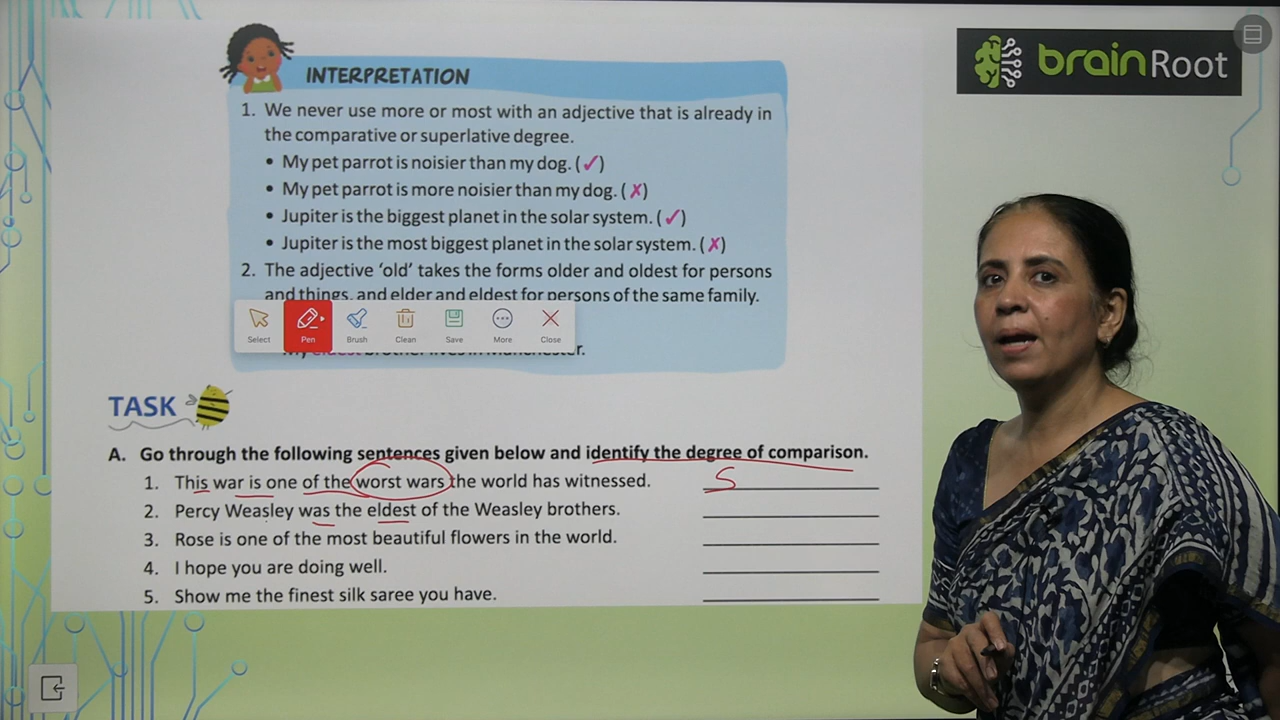 brainRoot
INTERPRETATION
1. We never use more or most with an adjective that is already in
the comparative or superlative degree.
• My pet parrot is noisier than my dog. (✓)
• My pet parrot is more noisier than my dog. (✗)
• Jupiter is the biggest planet in the solar system. (✓)
• Jupiter is the most biggest planet in the solar system. (✗)
2. The adjective 'old' takes the forms older and oldest for persons
and things, and elder and eldest for persons of the same family.
Select Pen Brush Clean Save More Close
My eldest brother lives in Manchester.
TASK
A. Go through the following sentences given below and identify the degree of comparison.
1. This war is one of the worst wars the world has witnessed. S
2. Percy Weasley was the eldest of the Weasley brothers.
3. Rose is one of the most beautiful flowers in the world.
4. I hope you are doing well.
5. Show me the finest silk saree you have.